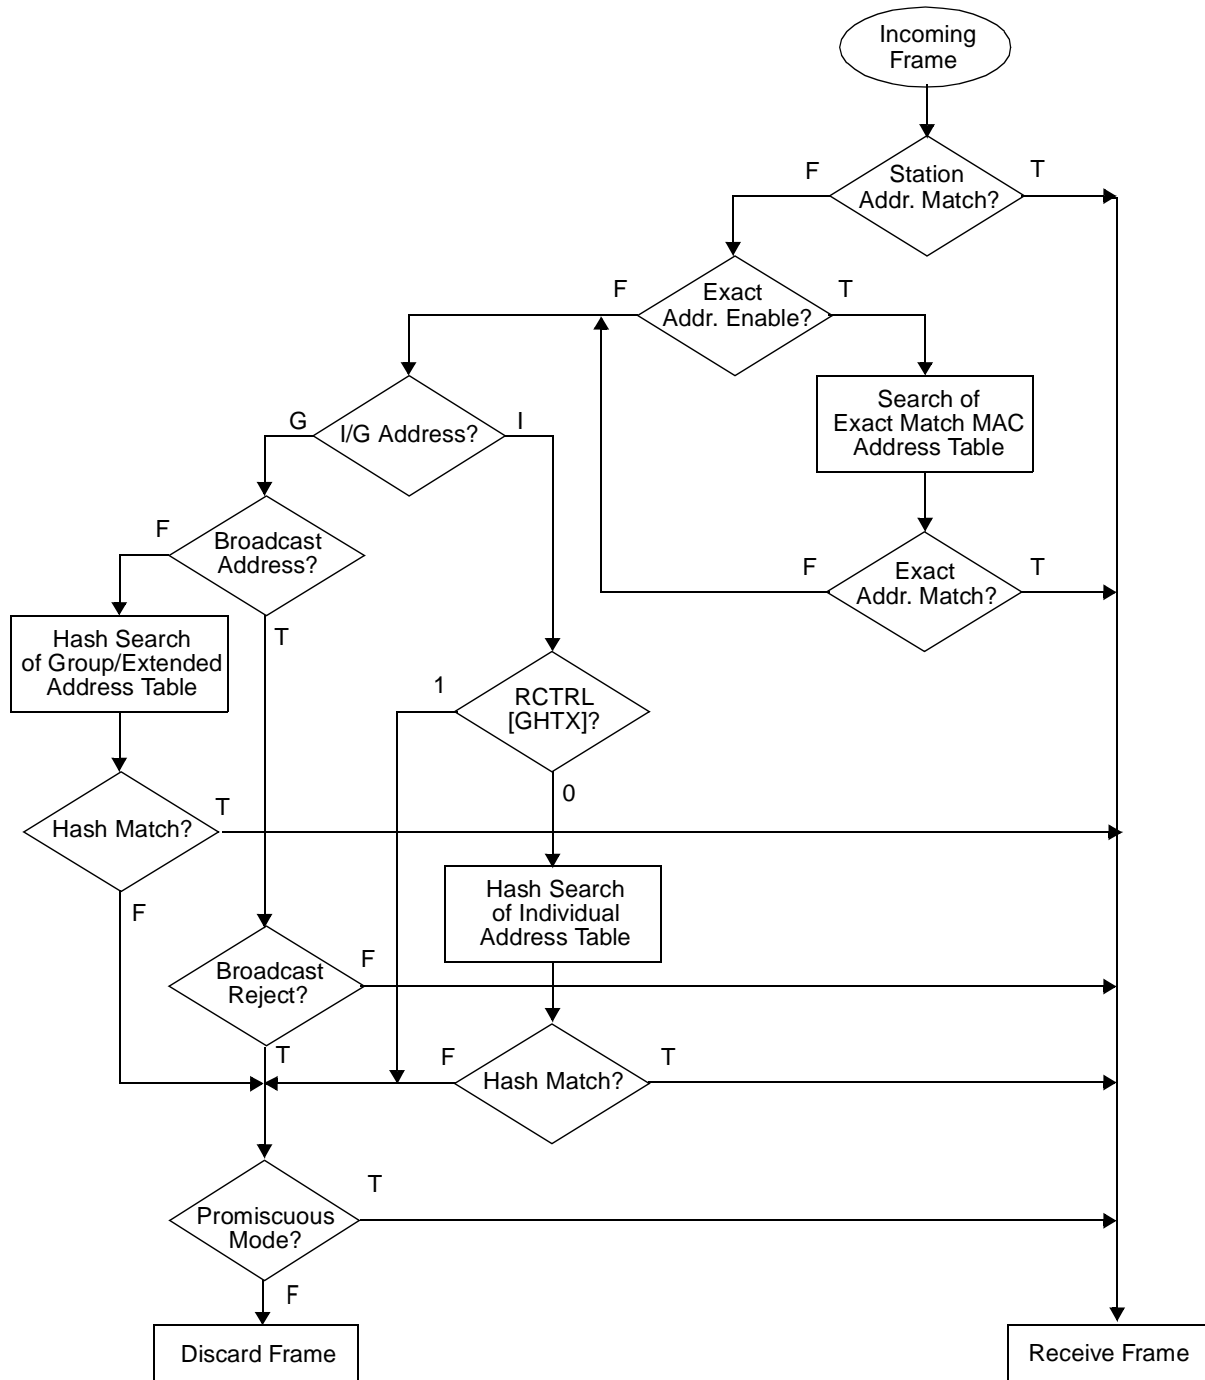 Incoming
Frame
F
Station
Addr. Match?
T
F
Exact
Addr. Enable?
T
Search of
Exact Match MAC
Address Table
G
I/G Address?
I
F
Broadcast
Address?
T
F
Exact
Addr. Match?
T
Hash Search
of Group/Extended
Address Table
1
RCTRL
[GHTX]?
0
Hash Match?
T
F
Hash Search
of Individual
Address Table
Broadcast
Reject?
F
T
F
Hash Match?
T
Promiscuous
Mode?
T
F
Discard Frame
Receive Frame